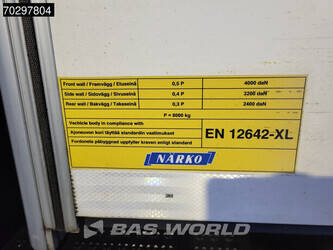 70297804
Front wall / Framvägg / Etuseinä 0,5 P 4000 daN
Side wall / Sidovägg / Sivuseinä 0,4 P 3200 daN
Rear wall / Bakvägg / Takaseinä 0,3 P 2400 daN
P = 8000 kg
Vechicle body in compliance with
Ajoneuvon kori täyttää standardin vaatimukset
Fordonets påbyggnad uppfyller kraven enligt standard
EN 12642-XL
NÄRKO
BAS.WORLD